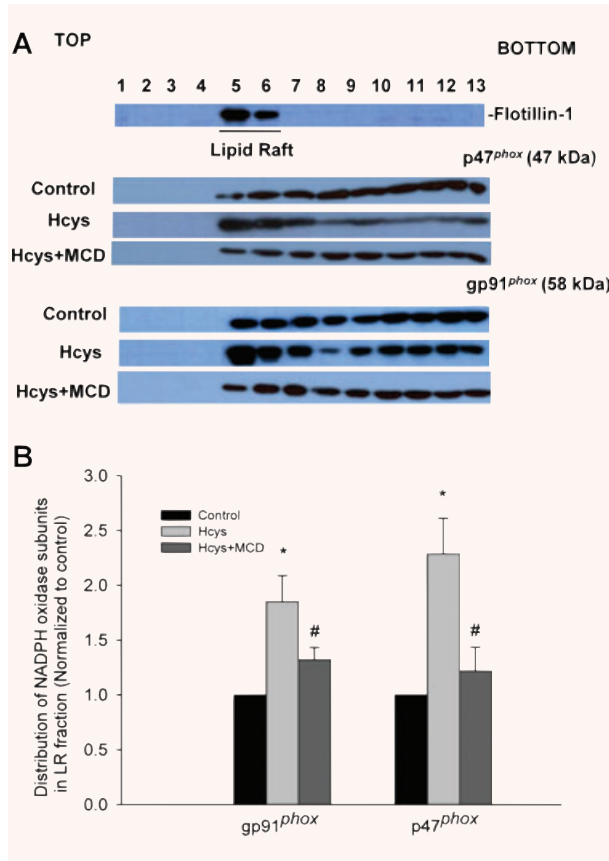 A TOP BOTTOM
1 2 3 4 5 6 7 8 9 10 11 12 13
-Flotillin-1
Lipid Raft
p47phox (47 kDa)
Control
Hcys
Hcys+MCD
gp91phox (58 kDa)
Control
Hcys
Hcys+MCD
B
Distribution of NADPH oxidase subunits
in LR fraction (Normalized to control)
3.0
2.5
2.0
1.5
1.0
0.5
0.0
Control
Hcys
Hcys+MCD
*
#
*
#
gp91phox
p47phox